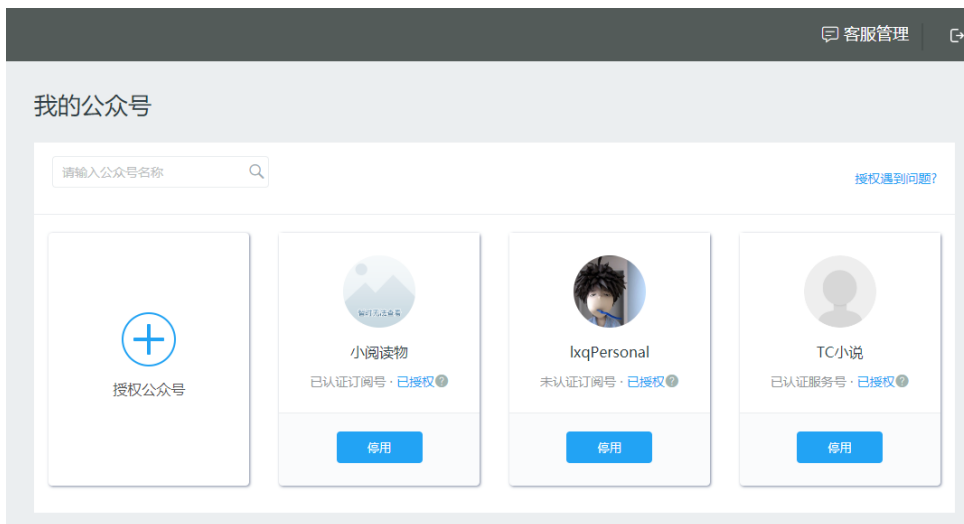 客服管理
我的公众号
请输入公众号名称
授权遇到问题?
授权公众号
小阅读物
已认证订阅号 · 已授权?
停用
lxqPersonal
未认证订阅号 · 已授权?
停用
TC小说
已认证服务号 · 已授权?
停用